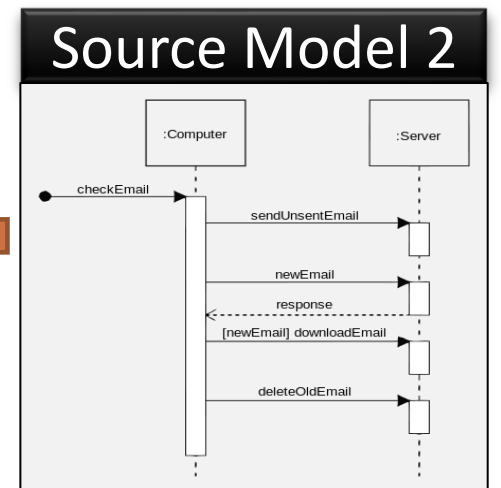 Source Model 2
:Computer
:Server
checkEmail
sendUnsentEmail
newEmail
response
[newEmail] downloadEmail
deleteOldEmail